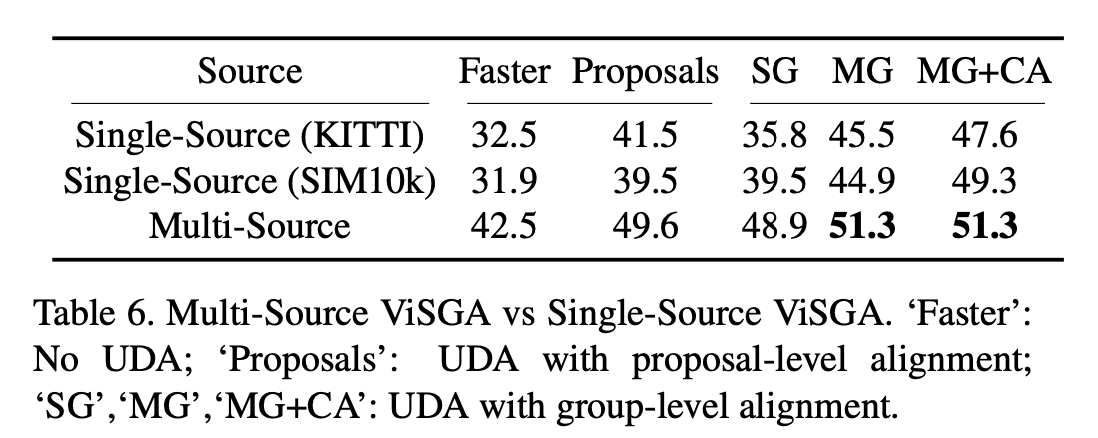 Source Faster Proposals SG MG MG+CA
Single-Source (KITTI) 32.5 41.5 35.8 45.5 47.6
Single-Source (SIM10k) 31.9 39.5 39.5 44.9 49.3
Multi-Source 42.5 49.6 48.9 51.3 51.3
Table 6. Multi-Source ViSGA vs Single-Source ViSGA. ‘Faster’:
No UDA; ‘Proposals’: UDA with proposal-level alignment;
‘SG’,‘MG’,‘MG+CA’: UDA with group-level alignment.